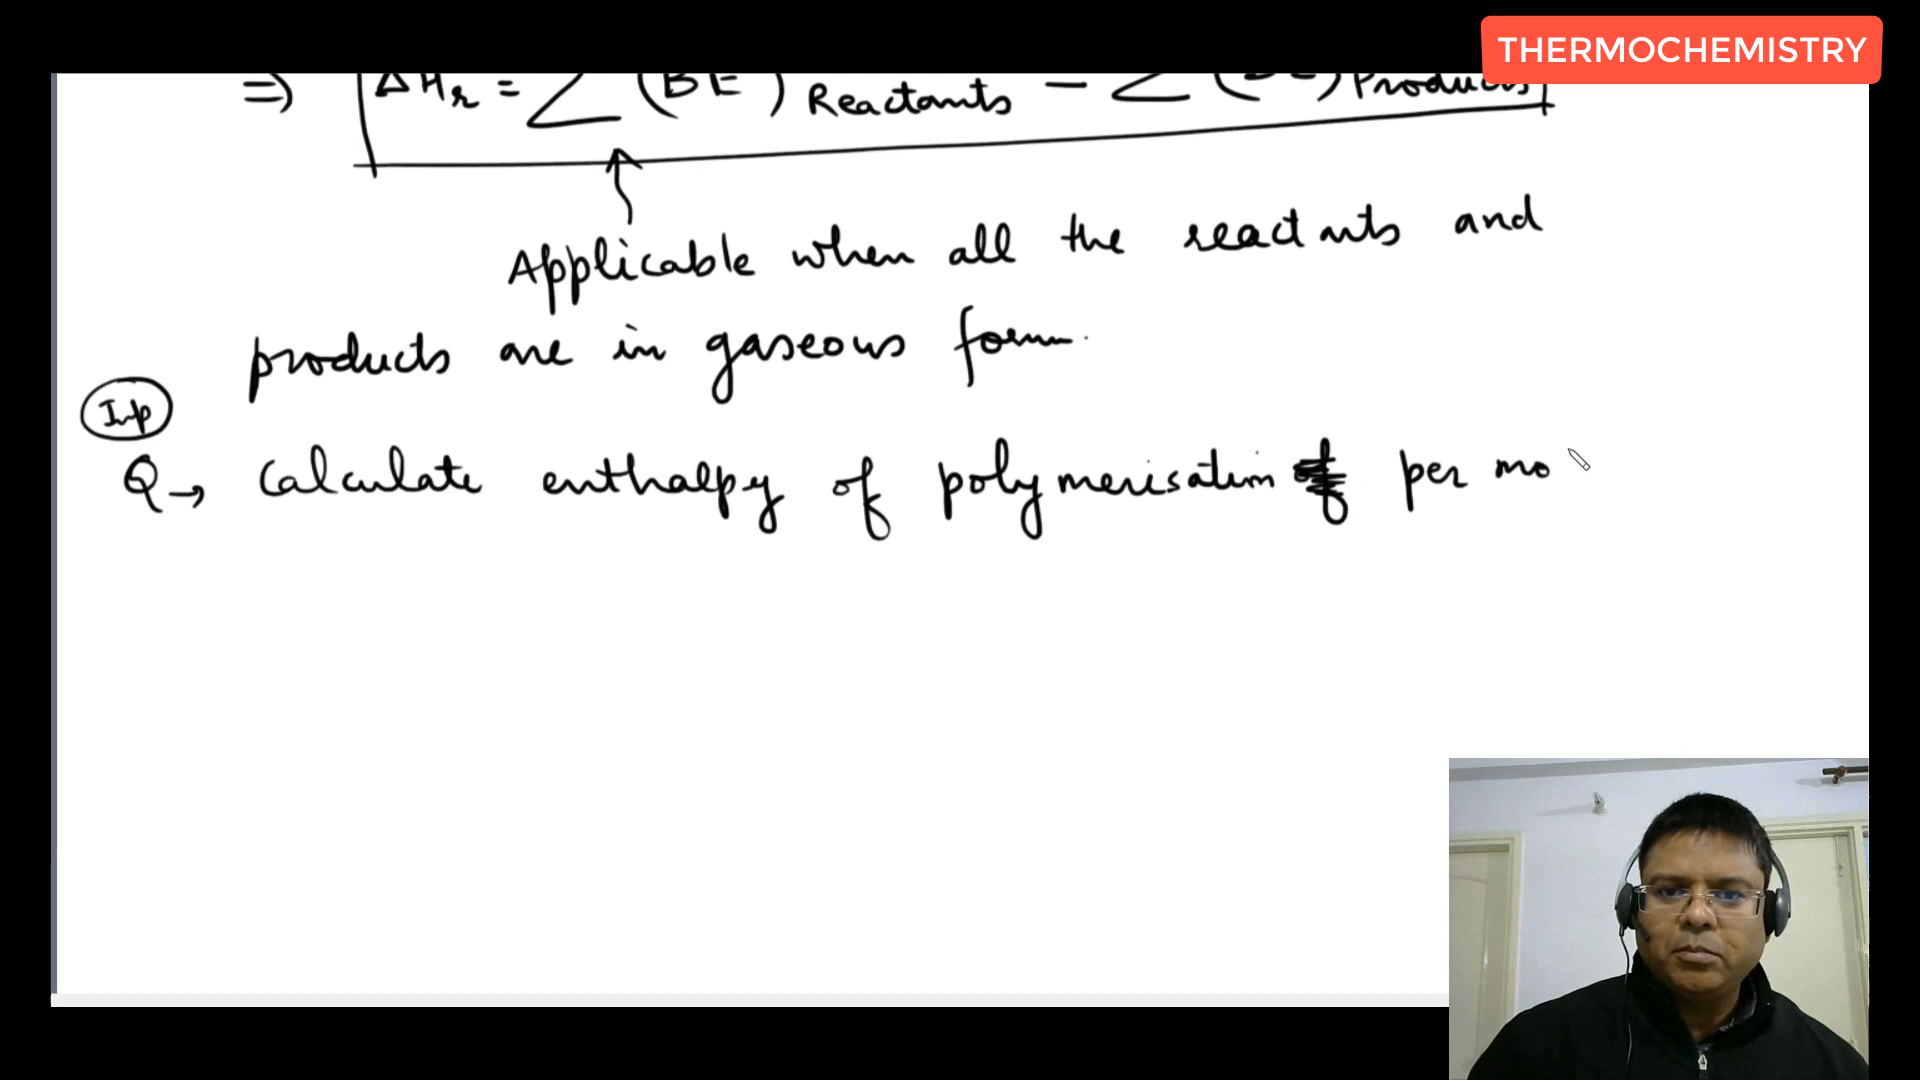 THERMOCHEMISTRY
⇒ ΔHr = Σ (BE) Reactants - Σ (BE) Products
Applicable when all the reactants and
products are in gaseous form.
Imp
Q→ Calculate enthalpy of polymerisation per mo